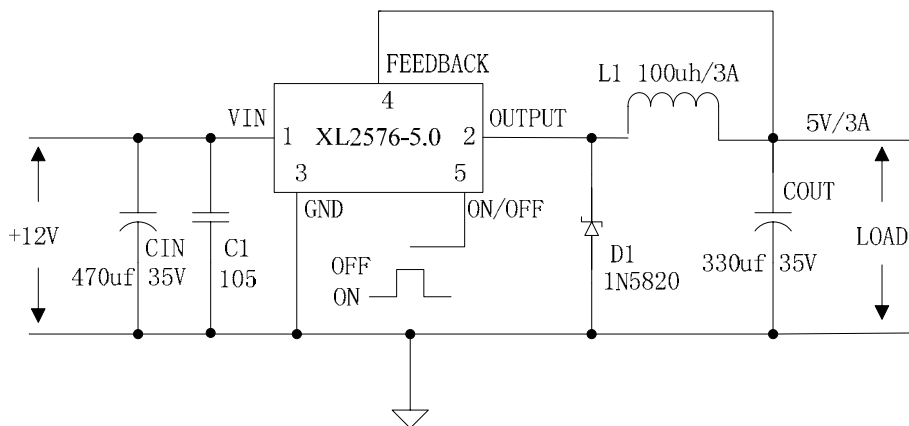 FEEDBACK
L1 100uh/3A
4
VIN
1
XL2576-5.0
2
OUTPUT
5V/3A
3
5
GND
ON/OFF
COUT
+12V
CIN
C1
470uf 35V
105
OFF
ON
D1
1N5820
330uf 35V
LOAD